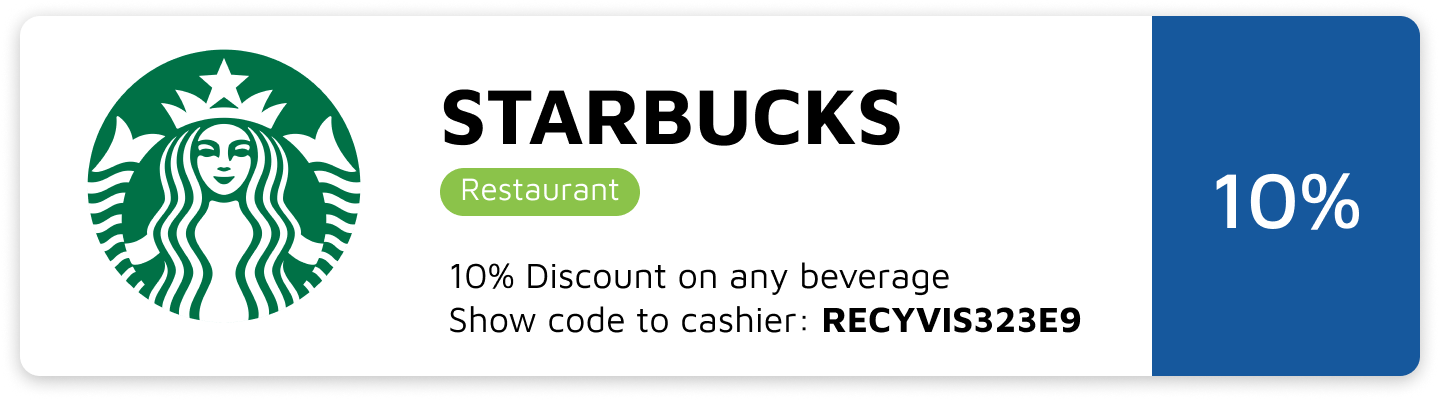 STARBUCKS
Restaurant
10% Discount on any beverage
Show code to cashier: RECYVIS323E9
10%